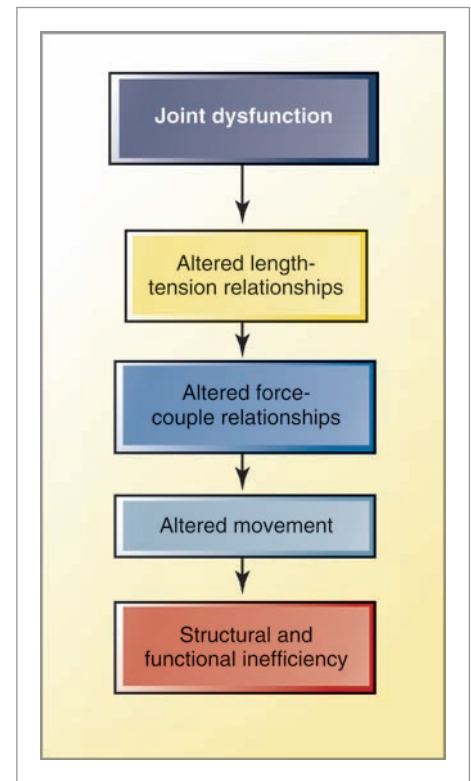 Joint dysfunction
Altered length-
tension relationships
Altered force-
couple relationships
Altered movement
Structural and
functional inefficiency